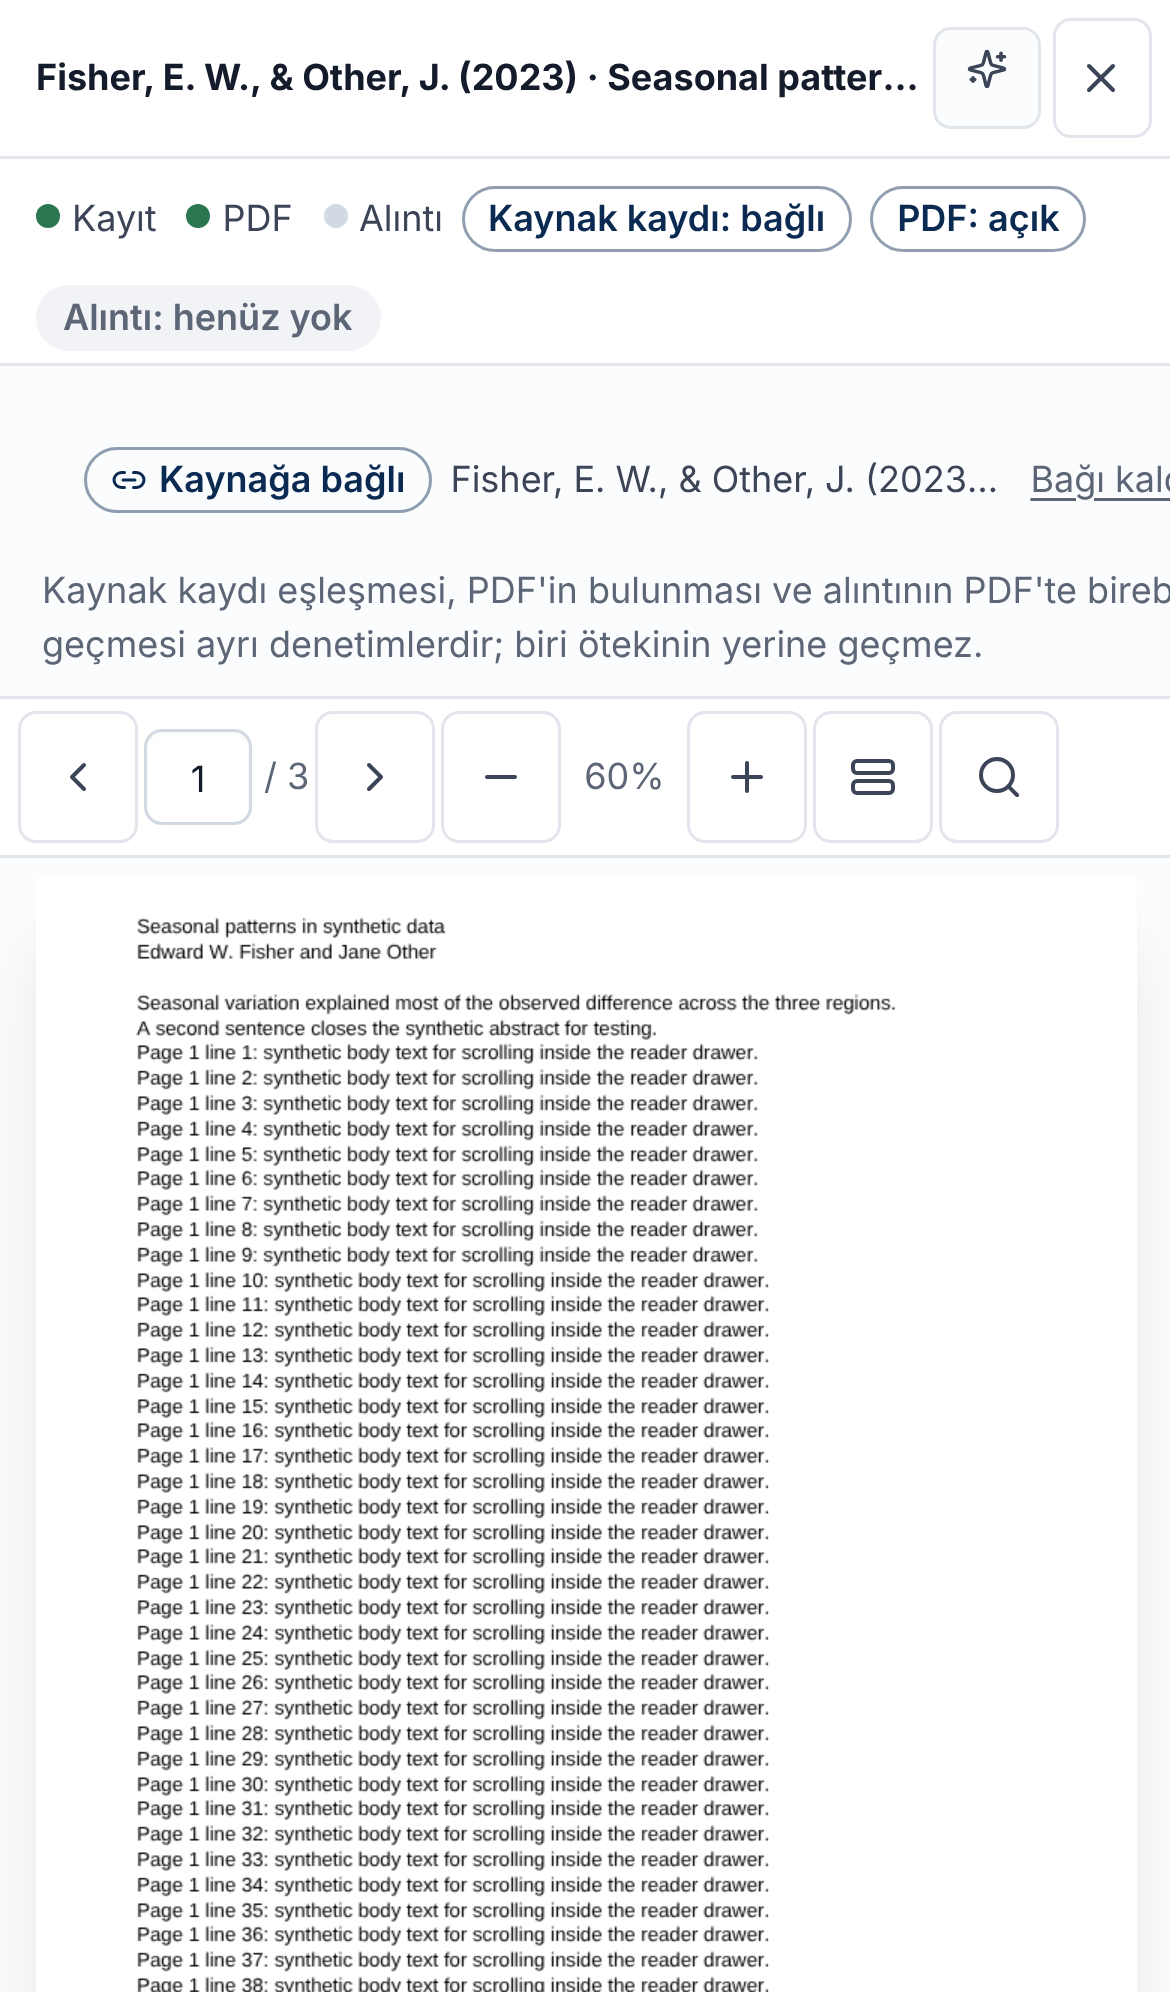 Fisher, E. W., & Other, J. (2023) · Seasonal patter...
Kayıt PDF Alıntı Kaynak kaydı: bağlı PDF: açık
Alıntı: henüz yok
Kaynağa bağlı Fisher, E. W., & Other, J. (2023... Bağı kald
Kaynak kaydı eşleşmesi, PDF'in bulunması ve alıntının PDF'te bireb
geçmesi ayrı denetimlerdir; biri ötekinin yerine geçmez.
1 / 3 60%
Seasonal patterns in synthetic data
Edward W. Fisher and Jane Other
Seasonal variation explained most of the observed difference across the three regions.
A second sentence closes the synthetic abstract for testing.
Page 1 line 1: synthetic body text for scrolling inside the reader drawer.
Page 1 line 2: synthetic body text for scrolling inside the reader drawer.
Page 1 line 3: synthetic body text for scrolling inside the reader drawer.
Page 1 line 4: synthetic body text for scrolling inside the reader drawer.
Page 1 line 5: synthetic body text for scrolling inside the reader drawer.
Page 1 line 6: synthetic body text for scrolling inside the reader drawer.
Page 1 line 7: synthetic body text for scrolling inside the reader drawer.
Page 1 line 8: synthetic body text for scrolling inside the reader drawer.
Page 1 line 9: synthetic body text for scrolling inside the reader drawer.
Page 1 line 10: synthetic body text for scrolling inside the reader drawer.
Page 1 line 11: synthetic body text for scrolling inside the reader drawer.
Page 1 line 12: synthetic body text for scrolling inside the reader drawer.
Page 1 line 13: synthetic body text for scrolling inside the reader drawer.
Page 1 line 14: synthetic body text for scrolling inside the reader drawer.
Page 1 line 15: synthetic body text for scrolling inside the reader drawer.
Page 1 line 16: synthetic body text for scrolling inside the reader drawer.
Page 1 line 17: synthetic body text for scrolling inside the reader drawer.
Page 1 line 18: synthetic body text for scrolling inside the reader drawer.
Page 1 line 19: synthetic body text for scrolling inside the reader drawer.
Page 1 line 20: synthetic body text for scrolling inside the reader drawer.
Page 1 line 21: synthetic body text for scrolling inside the reader drawer.
Page 1 line 22: synthetic body text for scrolling inside the reader drawer.
Page 1 line 23: synthetic body text for scrolling inside the reader drawer.
Page 1 line 24: synthetic body text for scrolling inside the reader drawer.
Page 1 line 25: synthetic body text for scrolling inside the reader drawer.
Page 1 line 26: synthetic body text for scrolling inside the reader drawer.
Page 1 line 27: synthetic body text for scrolling inside the reader drawer.
Page 1 line 28: synthetic body text for scrolling inside the reader drawer.
Page 1 line 29: synthetic body text for scrolling inside the reader drawer.
Page 1 line 30: synthetic body text for scrolling inside the reader drawer.
Page 1 line 31: synthetic body text for scrolling inside the reader drawer.
Page 1 line 32: synthetic body text for scrolling inside the reader drawer.
Page 1 line 33: synthetic body text for scrolling inside the reader drawer.
Page 1 line 34: synthetic body text for scrolling inside the reader drawer.
Page 1 line 35: synthetic body text for scrolling inside the reader drawer.
Page 1 line 36: synthetic body text for scrolling inside the reader drawer.
Page 1 line 37: synthetic body text for scrolling inside the reader drawer.
Page 1 line 38: synthetic body text for scrolling inside the reader drawer.